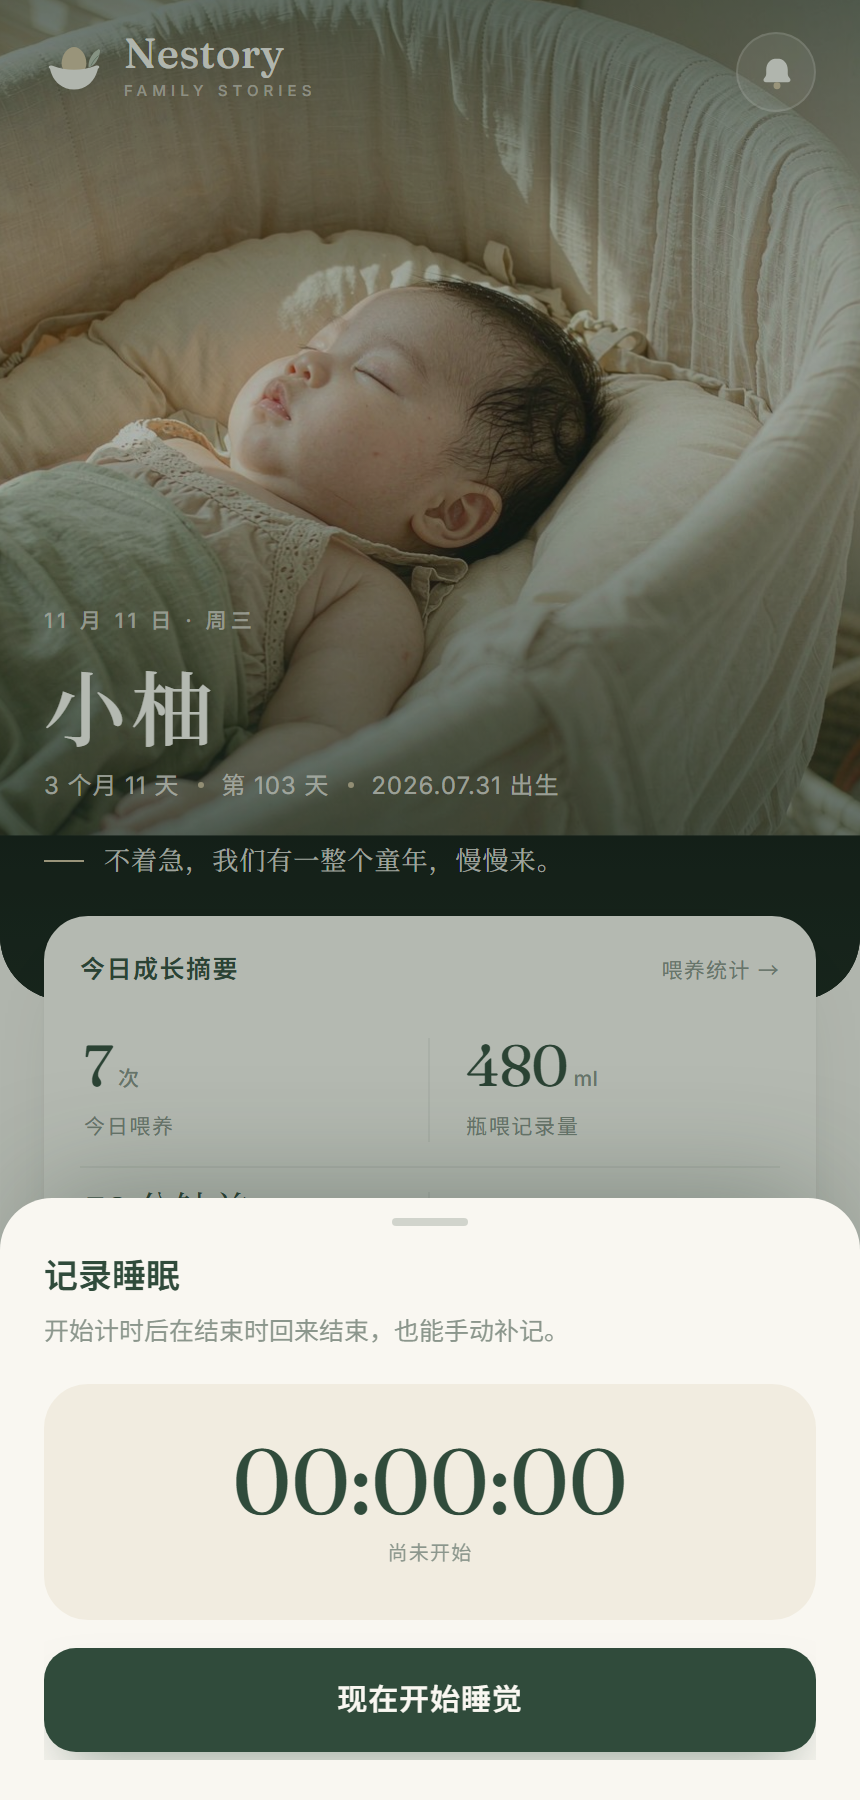 Nestory
FAMILY STORIES
11 月 11 日 · 周三
小柚
3 个月 11 天 • 第 103 天 • 2026.07.31 出生
— 不着急，我们有一整个童年，慢慢来。
今日成长摘要
喂养统计 →
7 次
480 ml
今日喂养
瓶喂记录量
记录睡眠
开始计时后在结束时回来结束，也能手动补记。
00:00:00
尚未开始
现在开始睡觉